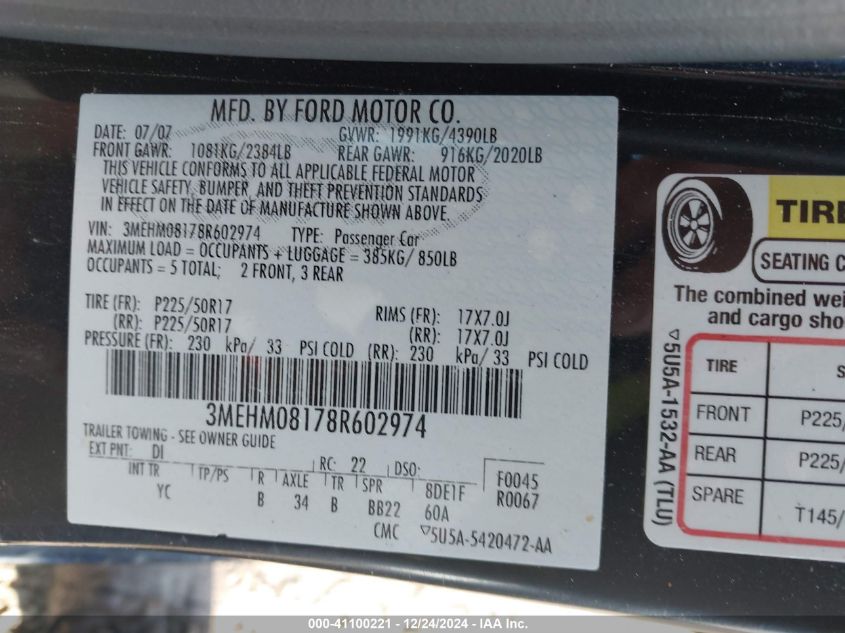 MFD. BY FORD MOTOR CO.
DATE: 07/07 GVWR: 1991KG/4390LB
FRONT GAWR: 1081KG/2384LB REAR GAWR: 916KG/2020LB
THIS VEHICLE CONFORMS TO ALL APPLICABLE FEDERAL MOTOR
VEHICLE SAFETY, BUMPER, AND THEFT PREVENTION STANDARDS
IN EFFECT ON THE DATE OF MANUFACTURE SHOWN ABOVE.
VIN: 3MEHM08178R602974 TYPE: Passenger Car
MAXIMUM LOAD = OCCUPANTS + LUGGAGE = 385KG/ 850LB
OCCUPANTS = 5 TOTAL; 2 FRONT, 3 REAR
TIRE (FR): P225/50R17 RIMS (FR): 17X7.0J
(RR): P225/50R17 (RR): 17X7.0J
PRESSURE (FR): 230 kPa/ 33 PSI COLD (RR): 230 kPa/ 33 PSI COLD
3MEHM08178R602974
TRAILER TOWING - SEE OWNER GUIDE
EXT PNT: DI RC: 22 DSO: F0045
INT TR TP/PS R AXLE TR SPR 8DE1F R0067
YC B 34 B BB22 60A
CMC ▽5U5A-5420472-AA
TIRE
SEATING C
The combined wei
and cargo sho
TIRE S
FRONT P225/
REAR P225/
SPARE T145/
▽5U5A-1532-AA (TLU)
000-41100221 - 12/24/2024 - IAA Inc.